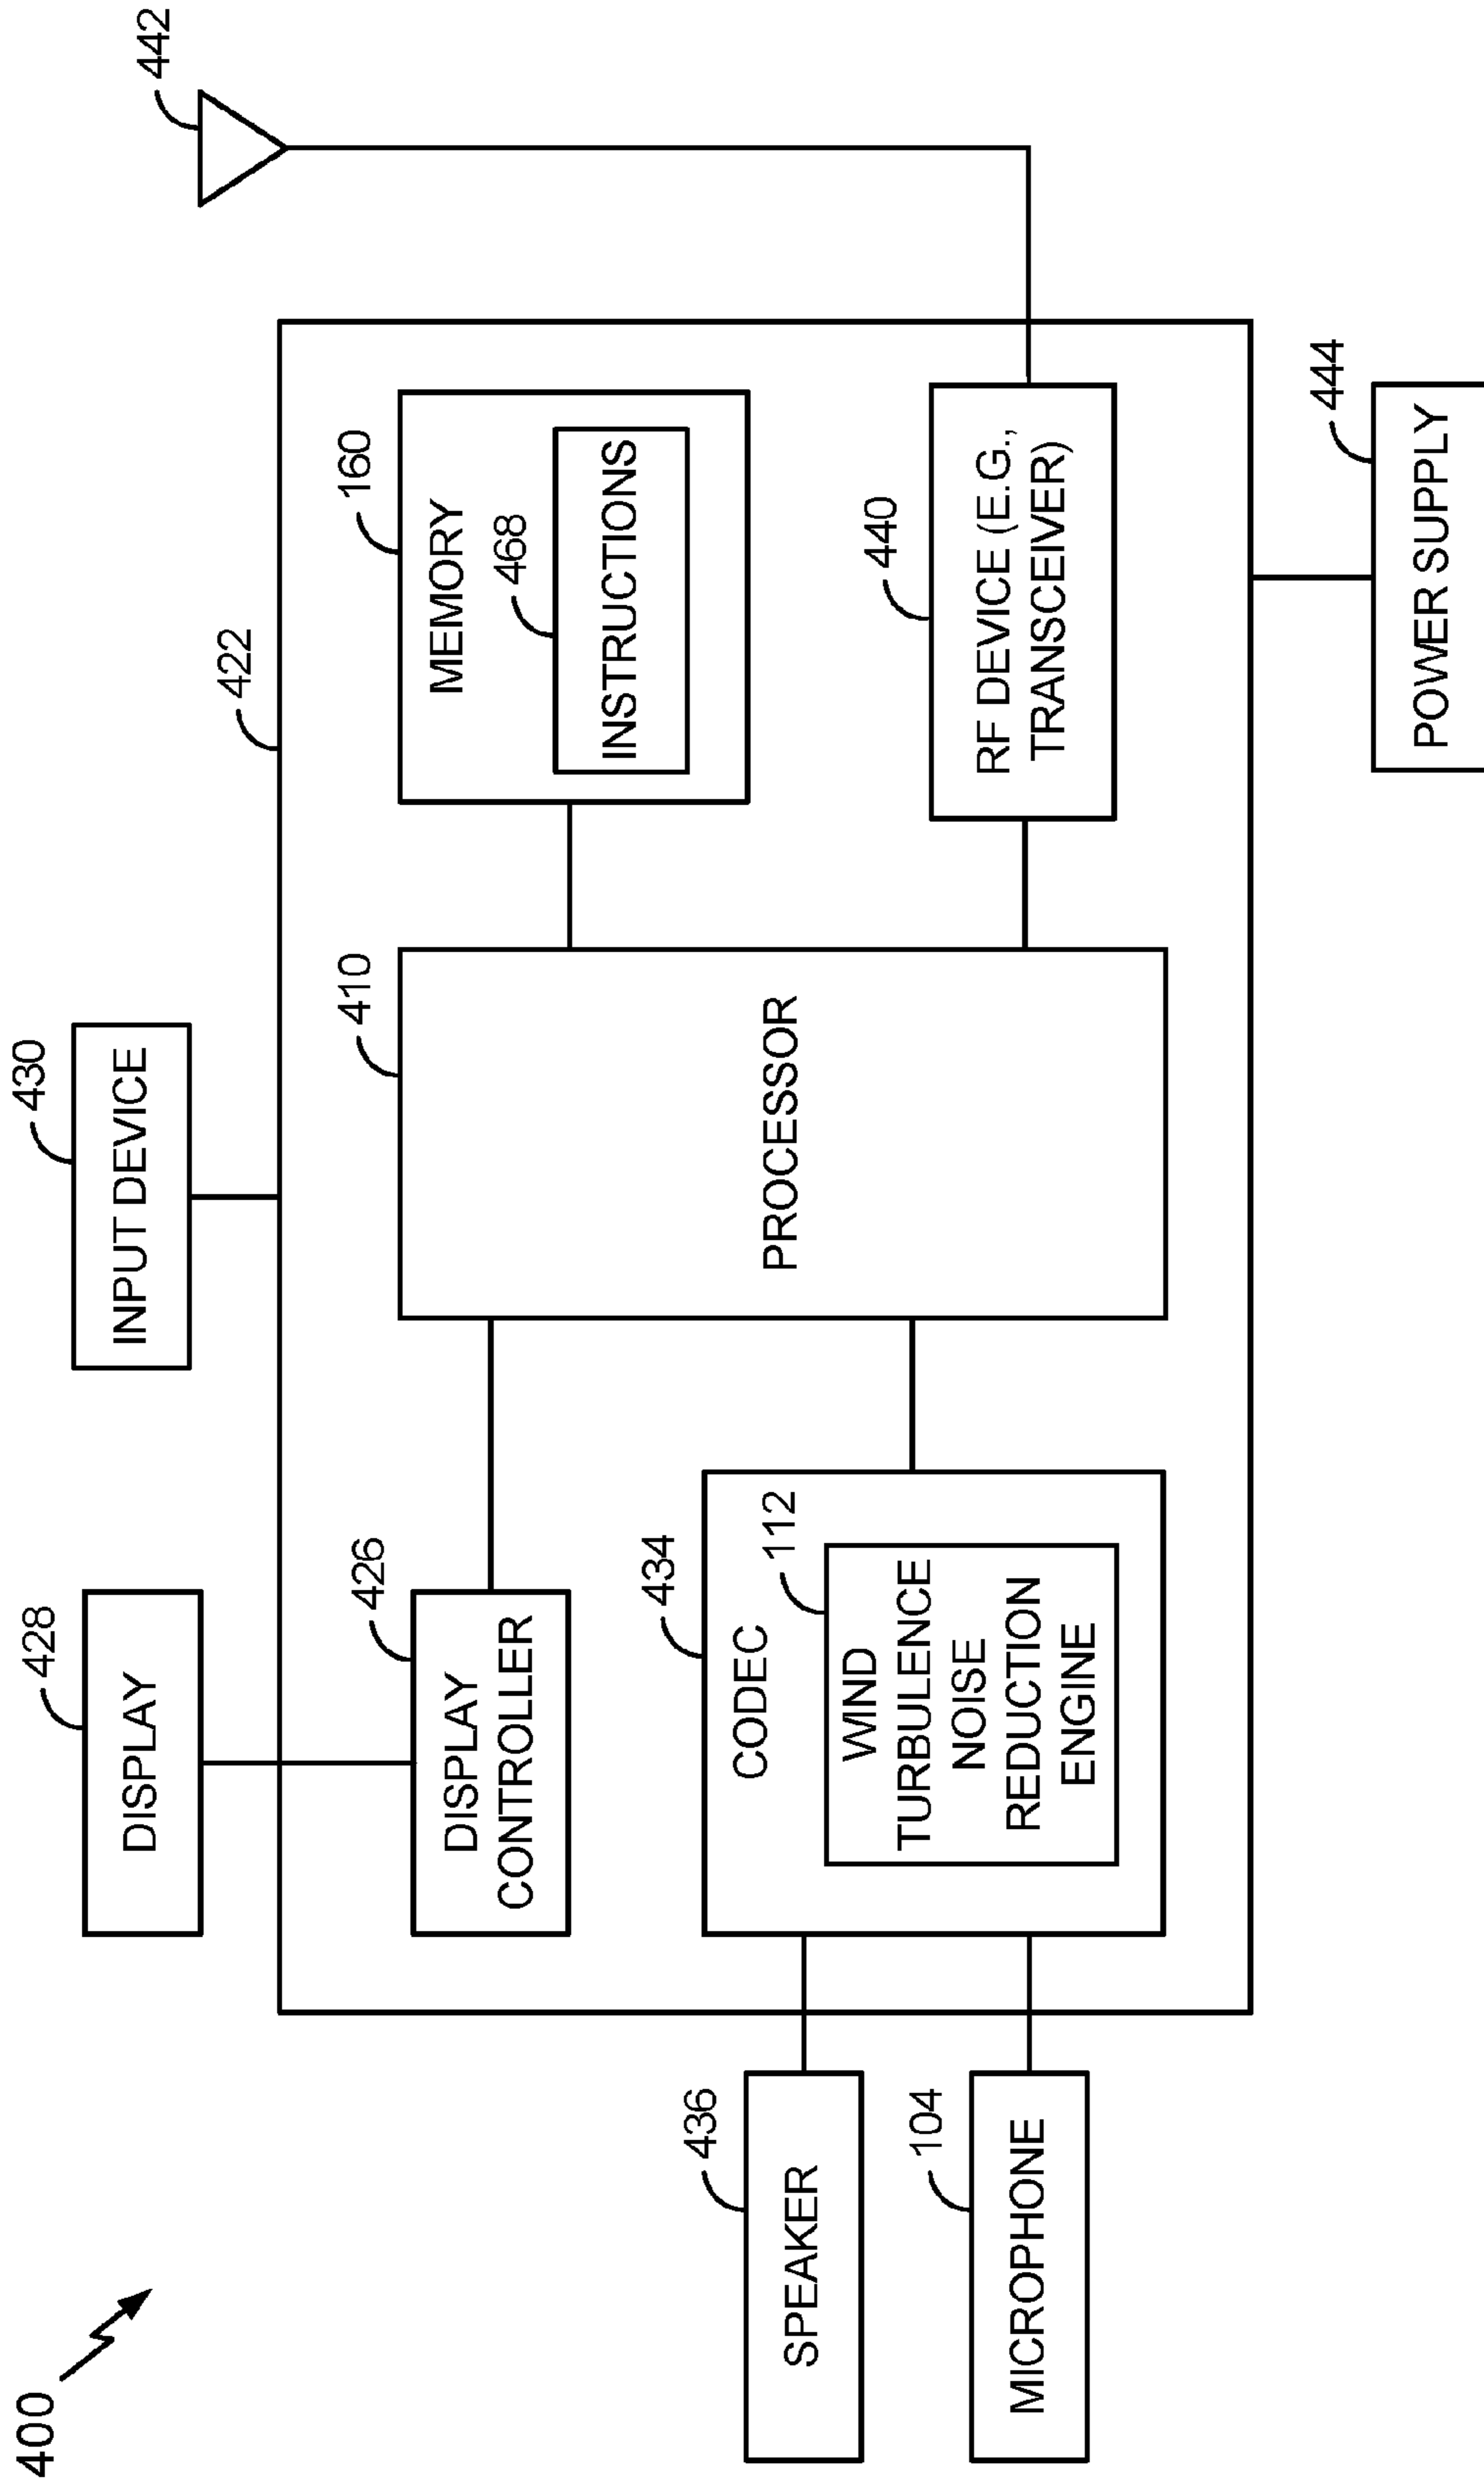 400
428
DISPLAY
430
INPUT DEVICE
442
422
426
DISPLAY
CONTROLLER
410
PROCESSOR
160
MEMORY
468
INSTRUCTIONS
434
CODEC
112
WIND
TURBULENCE
NOISE
REDUCTION
ENGINE
440
RF DEVICE (E.G.,
TRANSCEIVER)
436
SPEAKER
104
MICROPHONE
444
POWER SUPPLY